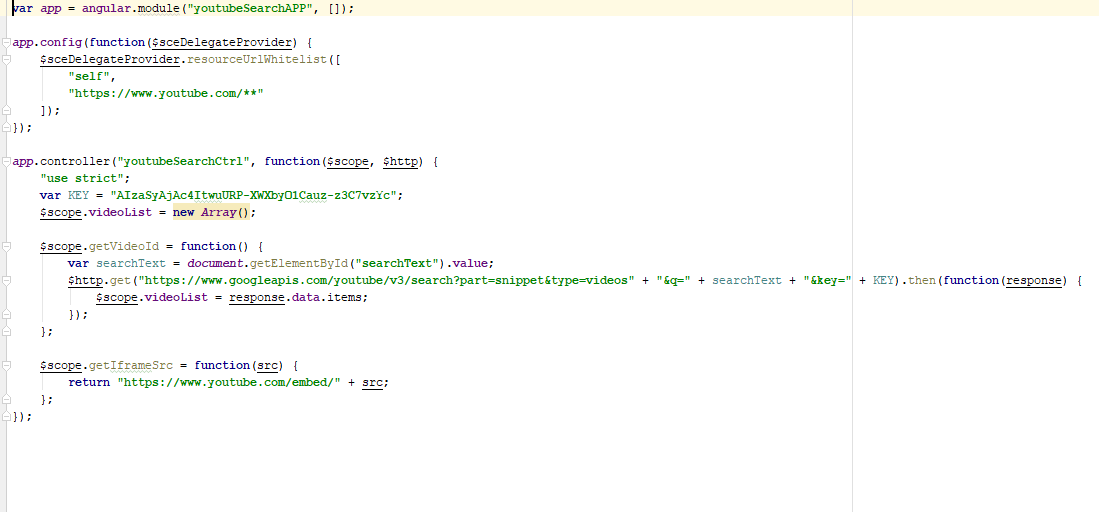 var app = angular.module("youtubeSearchAPP", []);
app.config(function($sceDelegateProvider) {
$sceDelegateProvider.resourceUrlWhitelist([
"self",
"https://www.youtube.com/**"
]);
});
app.controller("youtubeSearchCtrl", function($scope, $http) {
"use strict";
var KEY = "AIzaSyAjAc4ItwuURP-XWXbyO1Cauz-z3C7vzYc";
$scope.videoList = new Array();
$scope.getVideoId = function() {
var searchText = document.getElementById("searchText").value;
$http.get("https://www.googleapis.com/youtube/v3/search?part=snippet&type=videos" + "&q=" + searchText + "&key=" + KEY).then(function(response) {
$scope.videoList = response.data.items;
});
};
$scope.getIframeSrc = function(src) {
return "https://www.youtube.com/embed/" + src;
};
});